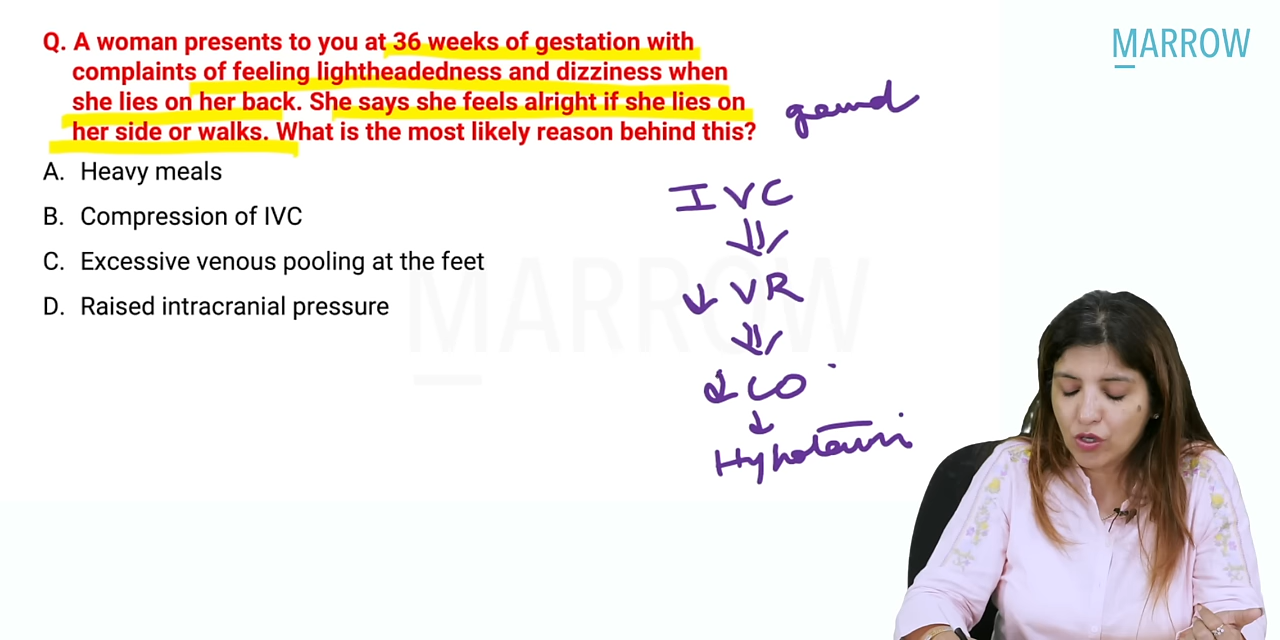 MARROW
Q. A woman presents to you at 36 weeks of gestation with
complaints of feeling lightheadedness and dizziness when
she lies on her back. She says she feels alright if she lies on
her side or walks. What is the most likely reason behind this?
A. Heavy meals
B. Compression of IVC
C. Excessive venous pooling at the feet
D. Raised intracranial pressure
IVC
↓ VR
↓ CO
↓
MARROW